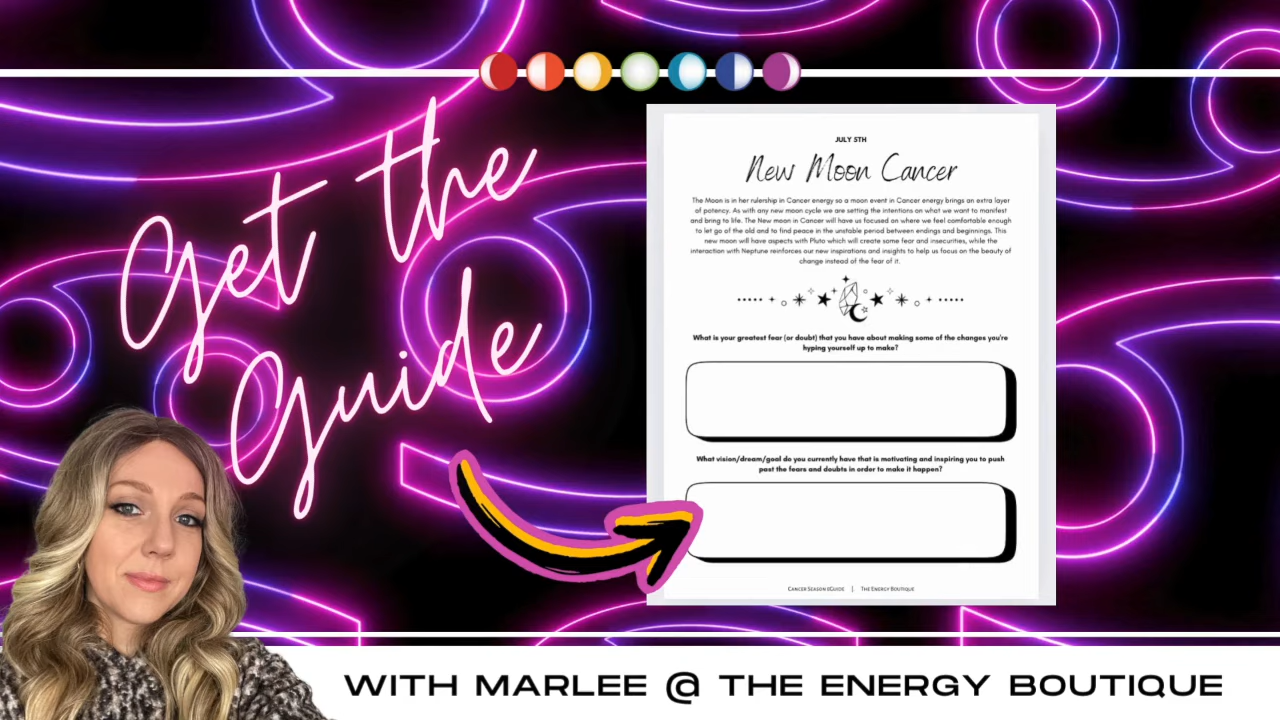 Get the
Guide
JULY 5TH
New Moon Cancer
The Moon is in her rulership in Cancer energy so a moon event in Cancer energy brings an extra layer
of potency. As with any new moon cycle we are setting the intentions on what we want to manifest
and bring to life. The New moon in Cancer will have us focused on where we feel comfortable enough
to let go of the old and to find peace in the unstable period between endings and beginnings. This
new moon will have aspects with Pluto which will create some fear and insecurities, while the
interaction with Neptune reinforces our new inspirations and insights to help us focus on the beauty of
change instead of the fear of it.
What is your greatest fear (or doubt) that you have about making some of the changes you're
hyping yourself up to make?
What vision/dream/goal do you currently have that is motivating and inspiring you to push
past the fears and doubts in order to make it happen?
CANCER SEASON EGUIDE | THE ENERGY BOUTIQUE
WITH MARLEE @ THE ENERGY BOUTIQUE